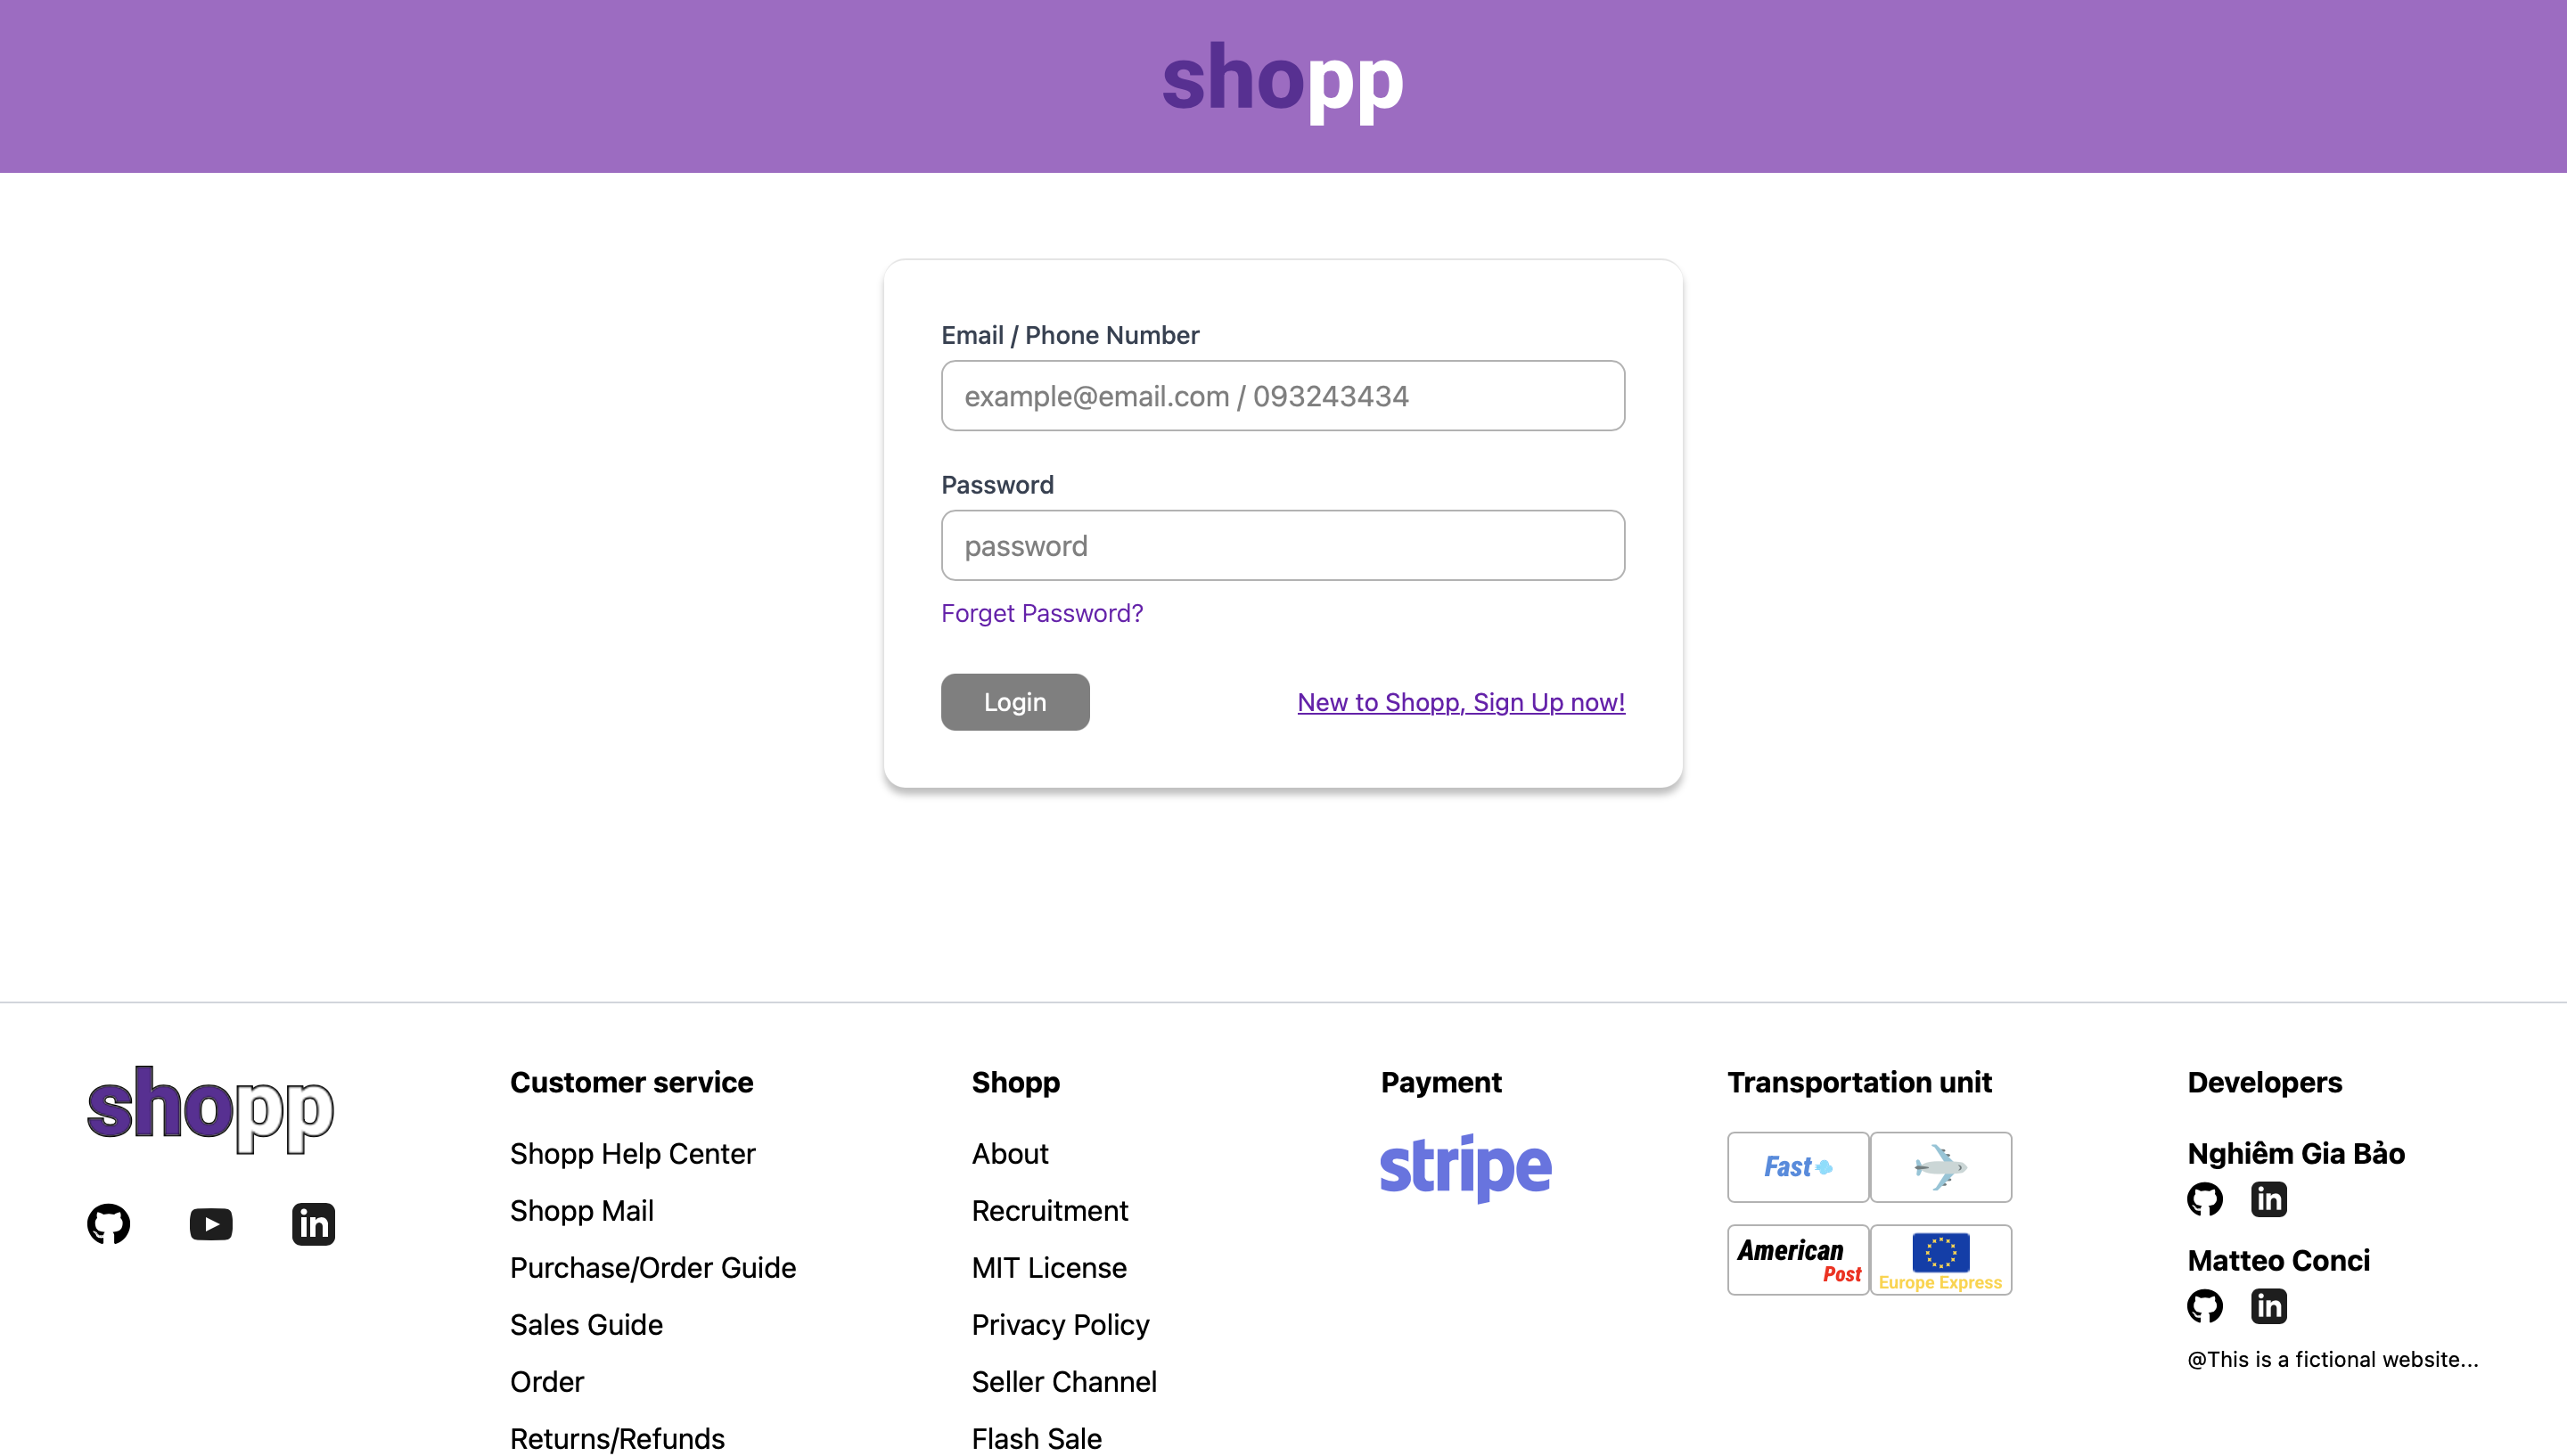 shopp
Email / Phone Number
example@email.com / 093243434
Password
password
Forget Password?
Login
New to Shopp, Sign Up now!
shopp
Customer service
Shopp Help Center
Shopp Mail
Purchase/Order Guide
Sales Guide
Order
Returns/Refunds
Shopp
About
Recruitment
MIT License
Privacy Policy
Seller Channel
Flash Sale
Payment
stripe
Transportation unit
Fast
American
Post
Europe Express
Developers
Nghiêm Gia Bảo
in
Matteo Conci
in
@This is a fictional website...